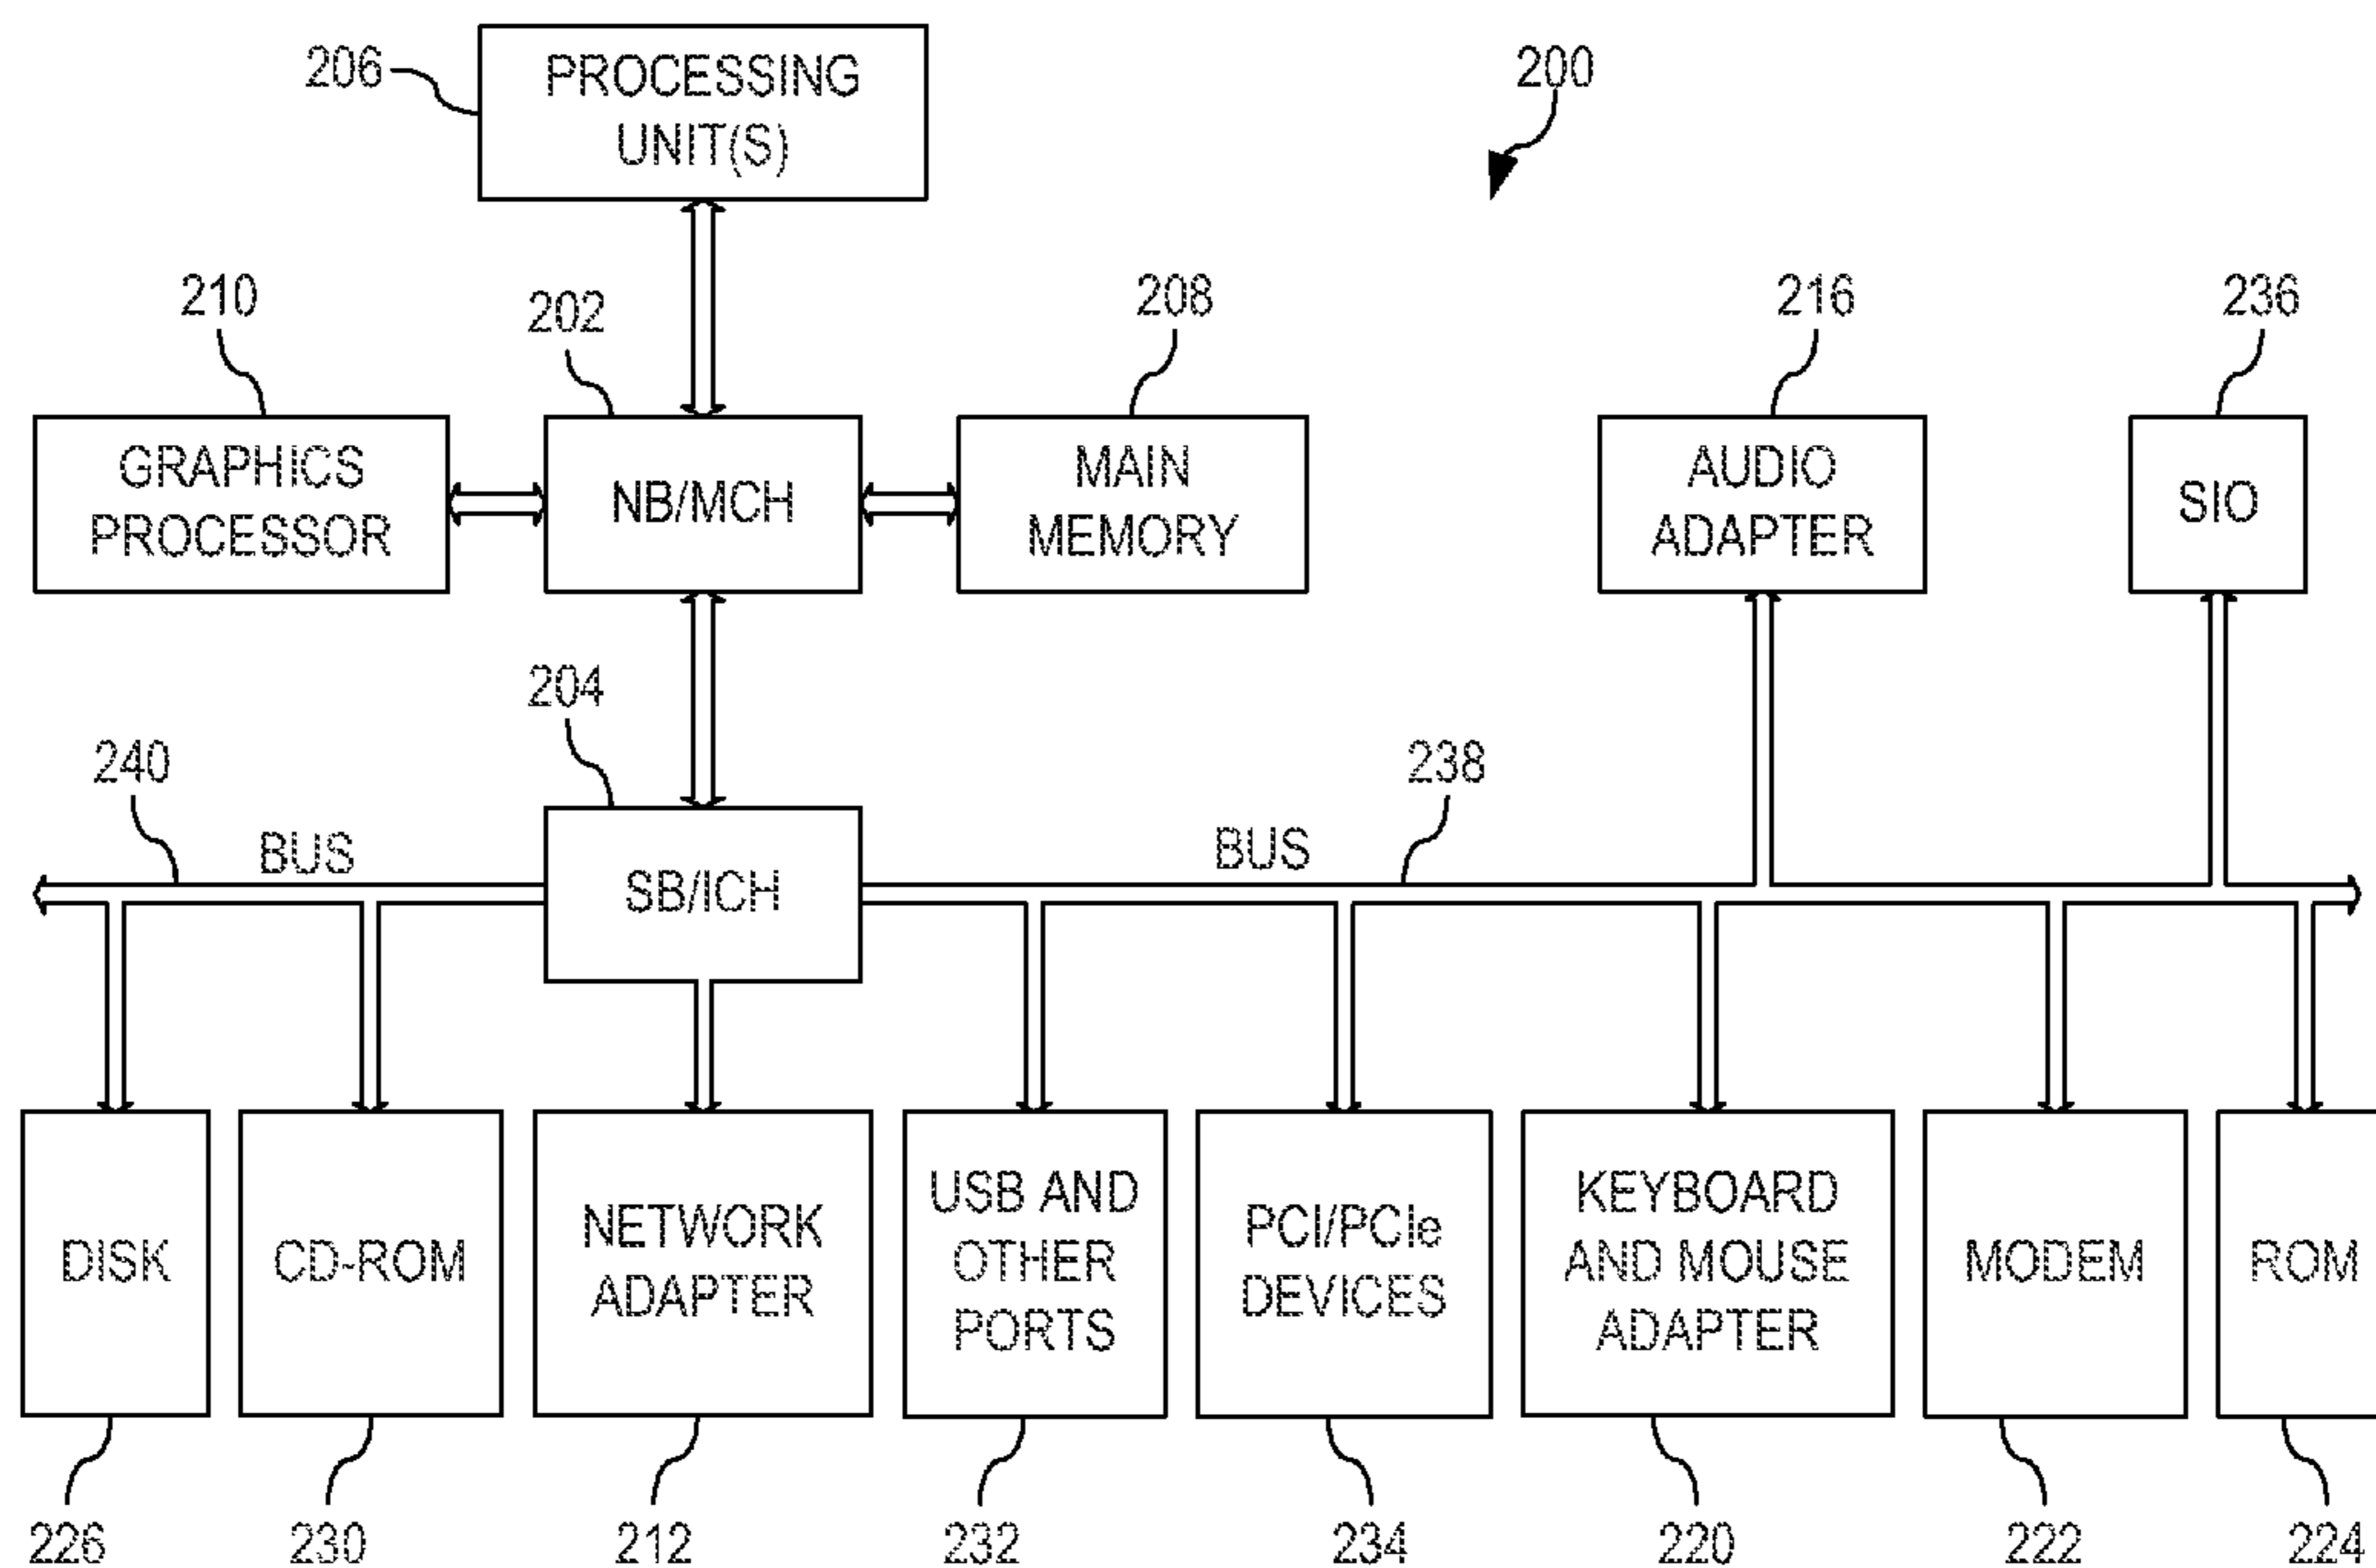 206
PROCESSING
UNIT(S)
200
210
202
208
216
236
GRAPHICS
PROCESSOR
NB/MCH
MAIN
MEMORY
AUDIO
ADAPTER
SIO
204
240
BUS
SB/ICH
BUS
238
DISK
CD-ROM
NETWORK
ADAPTER
USB AND
OTHER
PORTS
PCI/PCIe
DEVICES
KEYBOARD
AND MOUSE
ADAPTER
MODEM
ROM
226
230
212
232
234
220
222
224